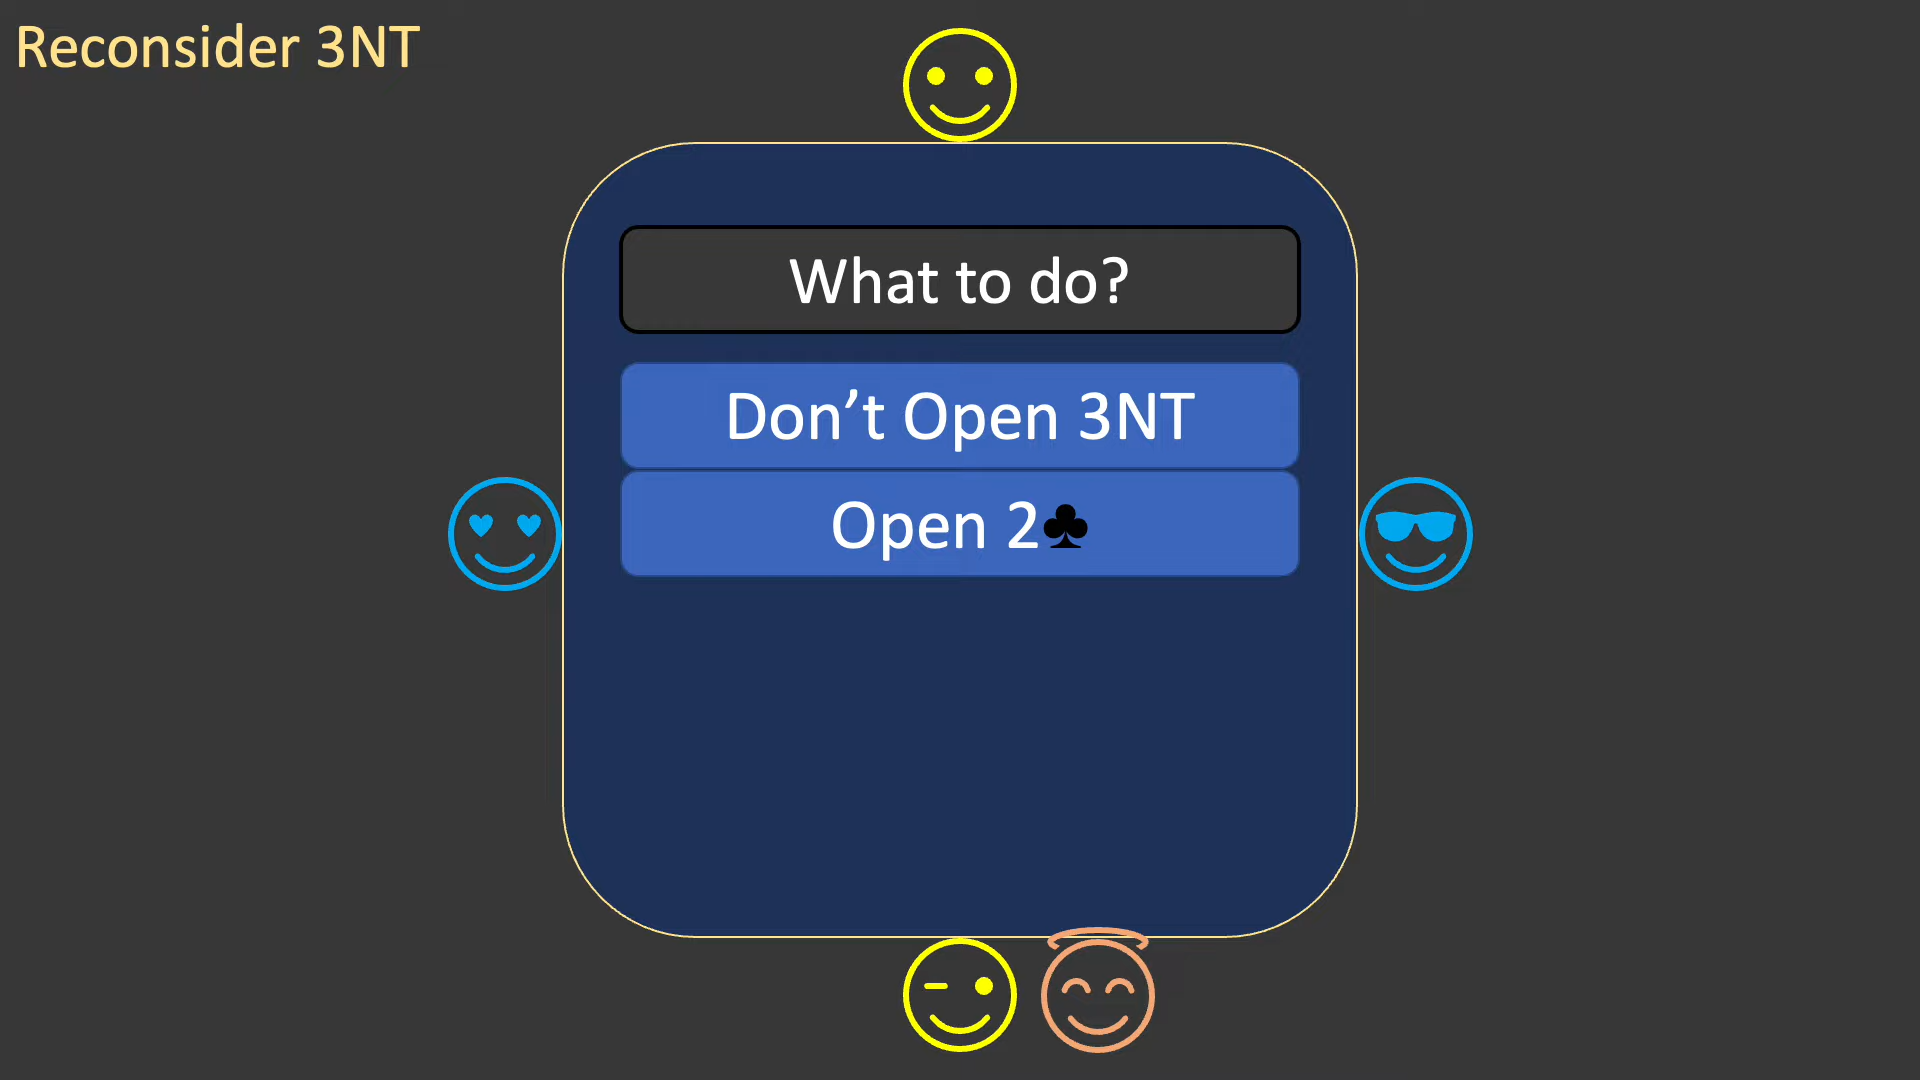 Reconsider 3NT
What to do?
Don’t Open 3NT
Open 2♣